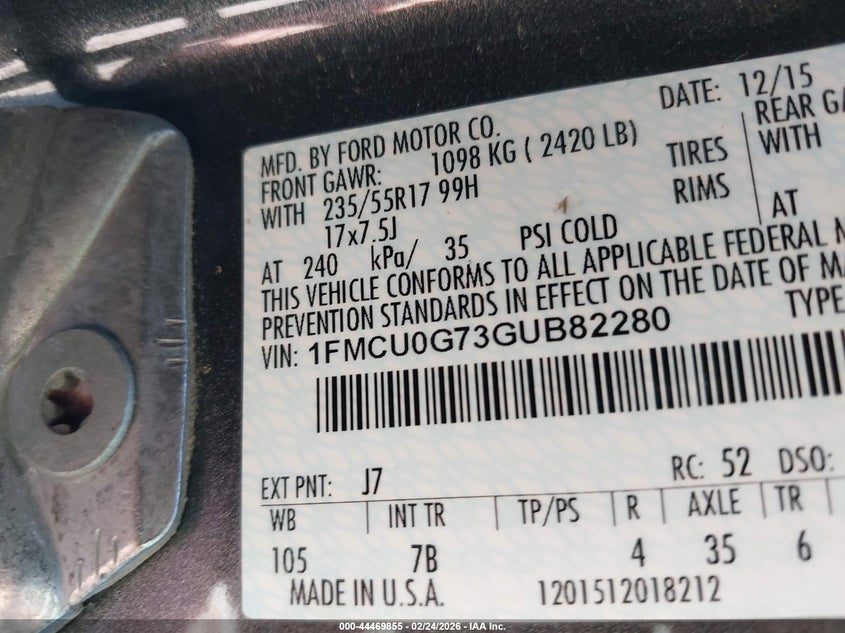 DATE: 12/15
MFD. BY FORD MOTOR CO.
FRONT GAWR: 1098 KG ( 2420 LB) REAR
WITH 235/55R17 99H TIRES WITH
17x7.5J RIMS
AT 240 kPa/ 35 PSI COLD AT
THIS VEHICLE CONFORMS TO ALL APPLICABLE FEDERAL
PREVENTION STANDARDS IN EFFECT ON THE DATE OF
VIN: 1FMCU0G73GUB82280 TYPE
EXT PNT: J7 RC: 52 DSO:
WB INT TR TP/PS R AXLE TR
105 7B 4 35 6
MADE IN U.S.A. 1201512018212
000-44469855 - 02/24/2026 - IAA Inc.